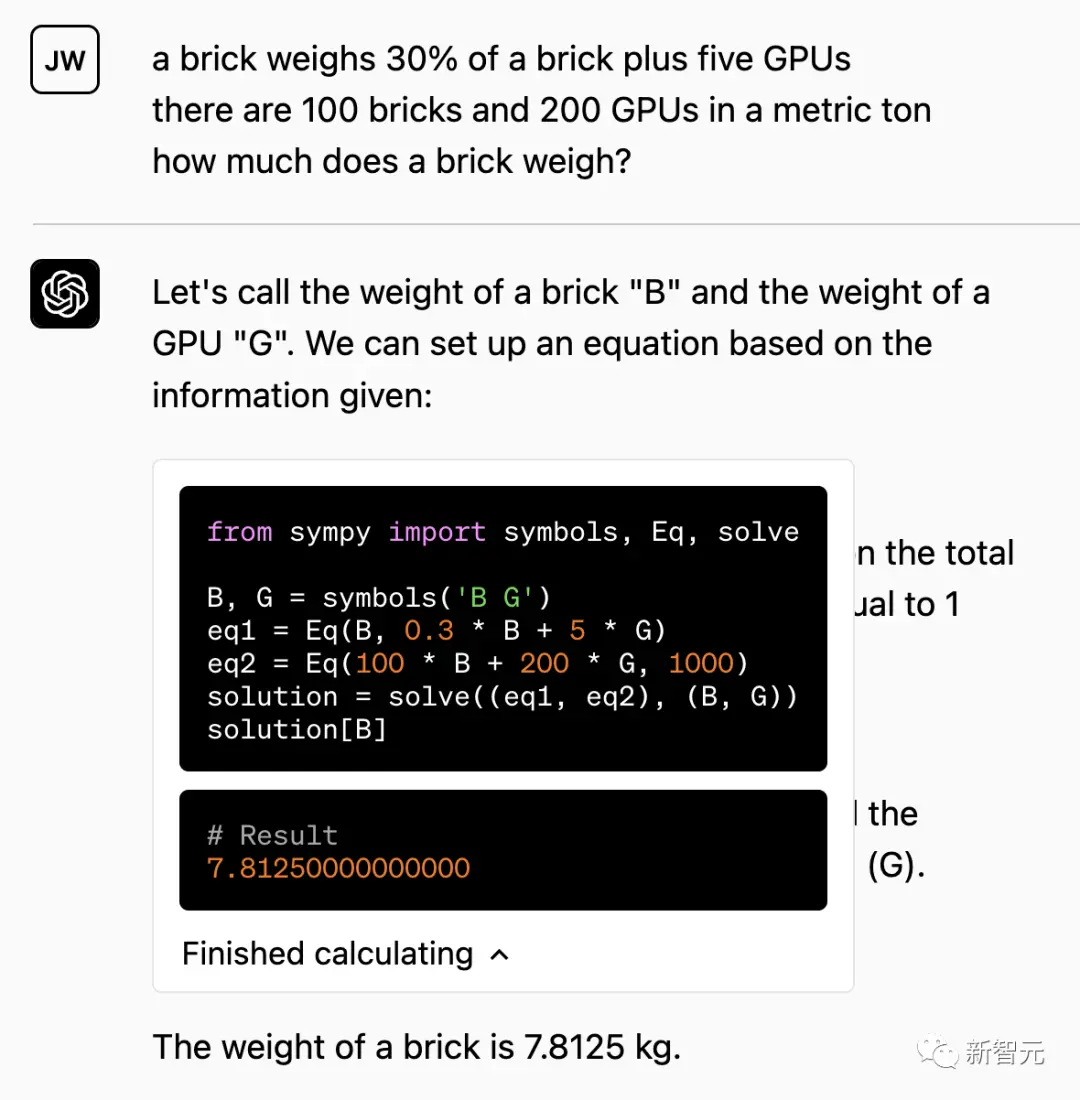 JW
a brick weighs 30% of a brick plus five GPUs
there are 100 bricks and 200 GPUs in a metric ton
how much does a brick weigh?
Let's call the weight of a brick "B" and the weight of a
GPU "G". We can set up an equation based on the
information given:
from sympy import symbols, Eq, solve
B, G = symbols('B G')
eq1 = Eq(B, 0.3 * B + 5 * G)
eq2 = Eq(100 * B + 200 * G, 1000)
solution = solve((eq1, eq2), (B, G))
solution[B]
the total
to 1
# Result
7.81250000000000
the
(G).
Finished calculating
The weight of a brick is 7.8125 kg.
新智元